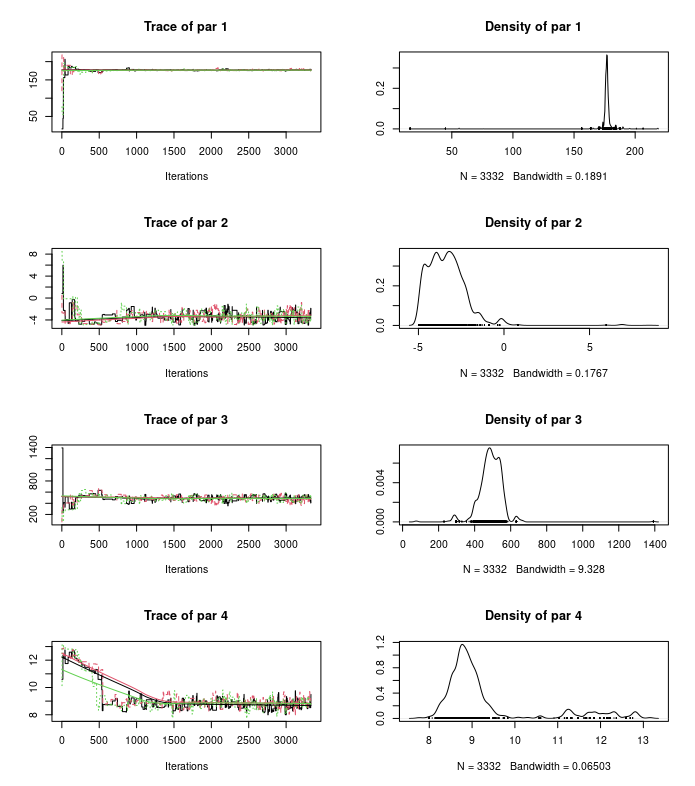 Trace of par 1
50 150
0 500 1000 1500 2000 2500 3000
Iterations
Density of par 1
0.0 0.2
50 100 150 200
N = 3332 Bandwidth = 0.1891
Trace of par 2
-4 0 4 8
0 500 1000 1500 2000 2500 3000
Iterations
Density of par 2
0.0 0.2
-5 0 5
N = 3332 Bandwidth = 0.1767
Trace of par 3
200 800 1400
0 500 1000 1500 2000 2500 3000
Iterations
Density of par 3
0.000 0.004
0 200 400 600 800 1000 1200 1400
N = 3332 Bandwidth = 9.328
Trace of par 4
8 10 12
0 500 1000 1500 2000 2500 3000
Iterations
Density of par 4
0.0 0.4 0.8 1.2
8 9 10 11 12 13
N = 3332 Bandwidth = 0.06503